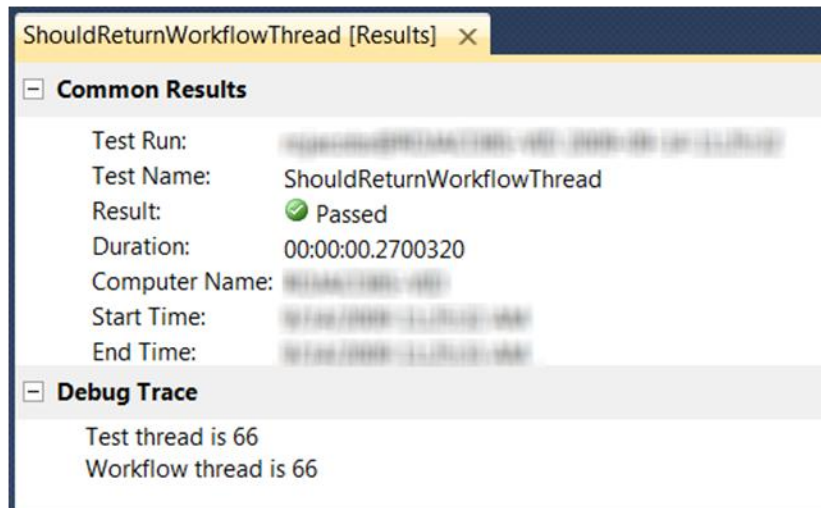 ShouldReturnWorkflowThread [Results]
Common Results
Test Run:
Test Name: ShouldReturnWorkflowThread
Result: Passed
Duration: 00:00:00.2700320
Computer Name:
Start Time:
End Time:
Debug Trace
Test thread is 66
Workflow thread is 66